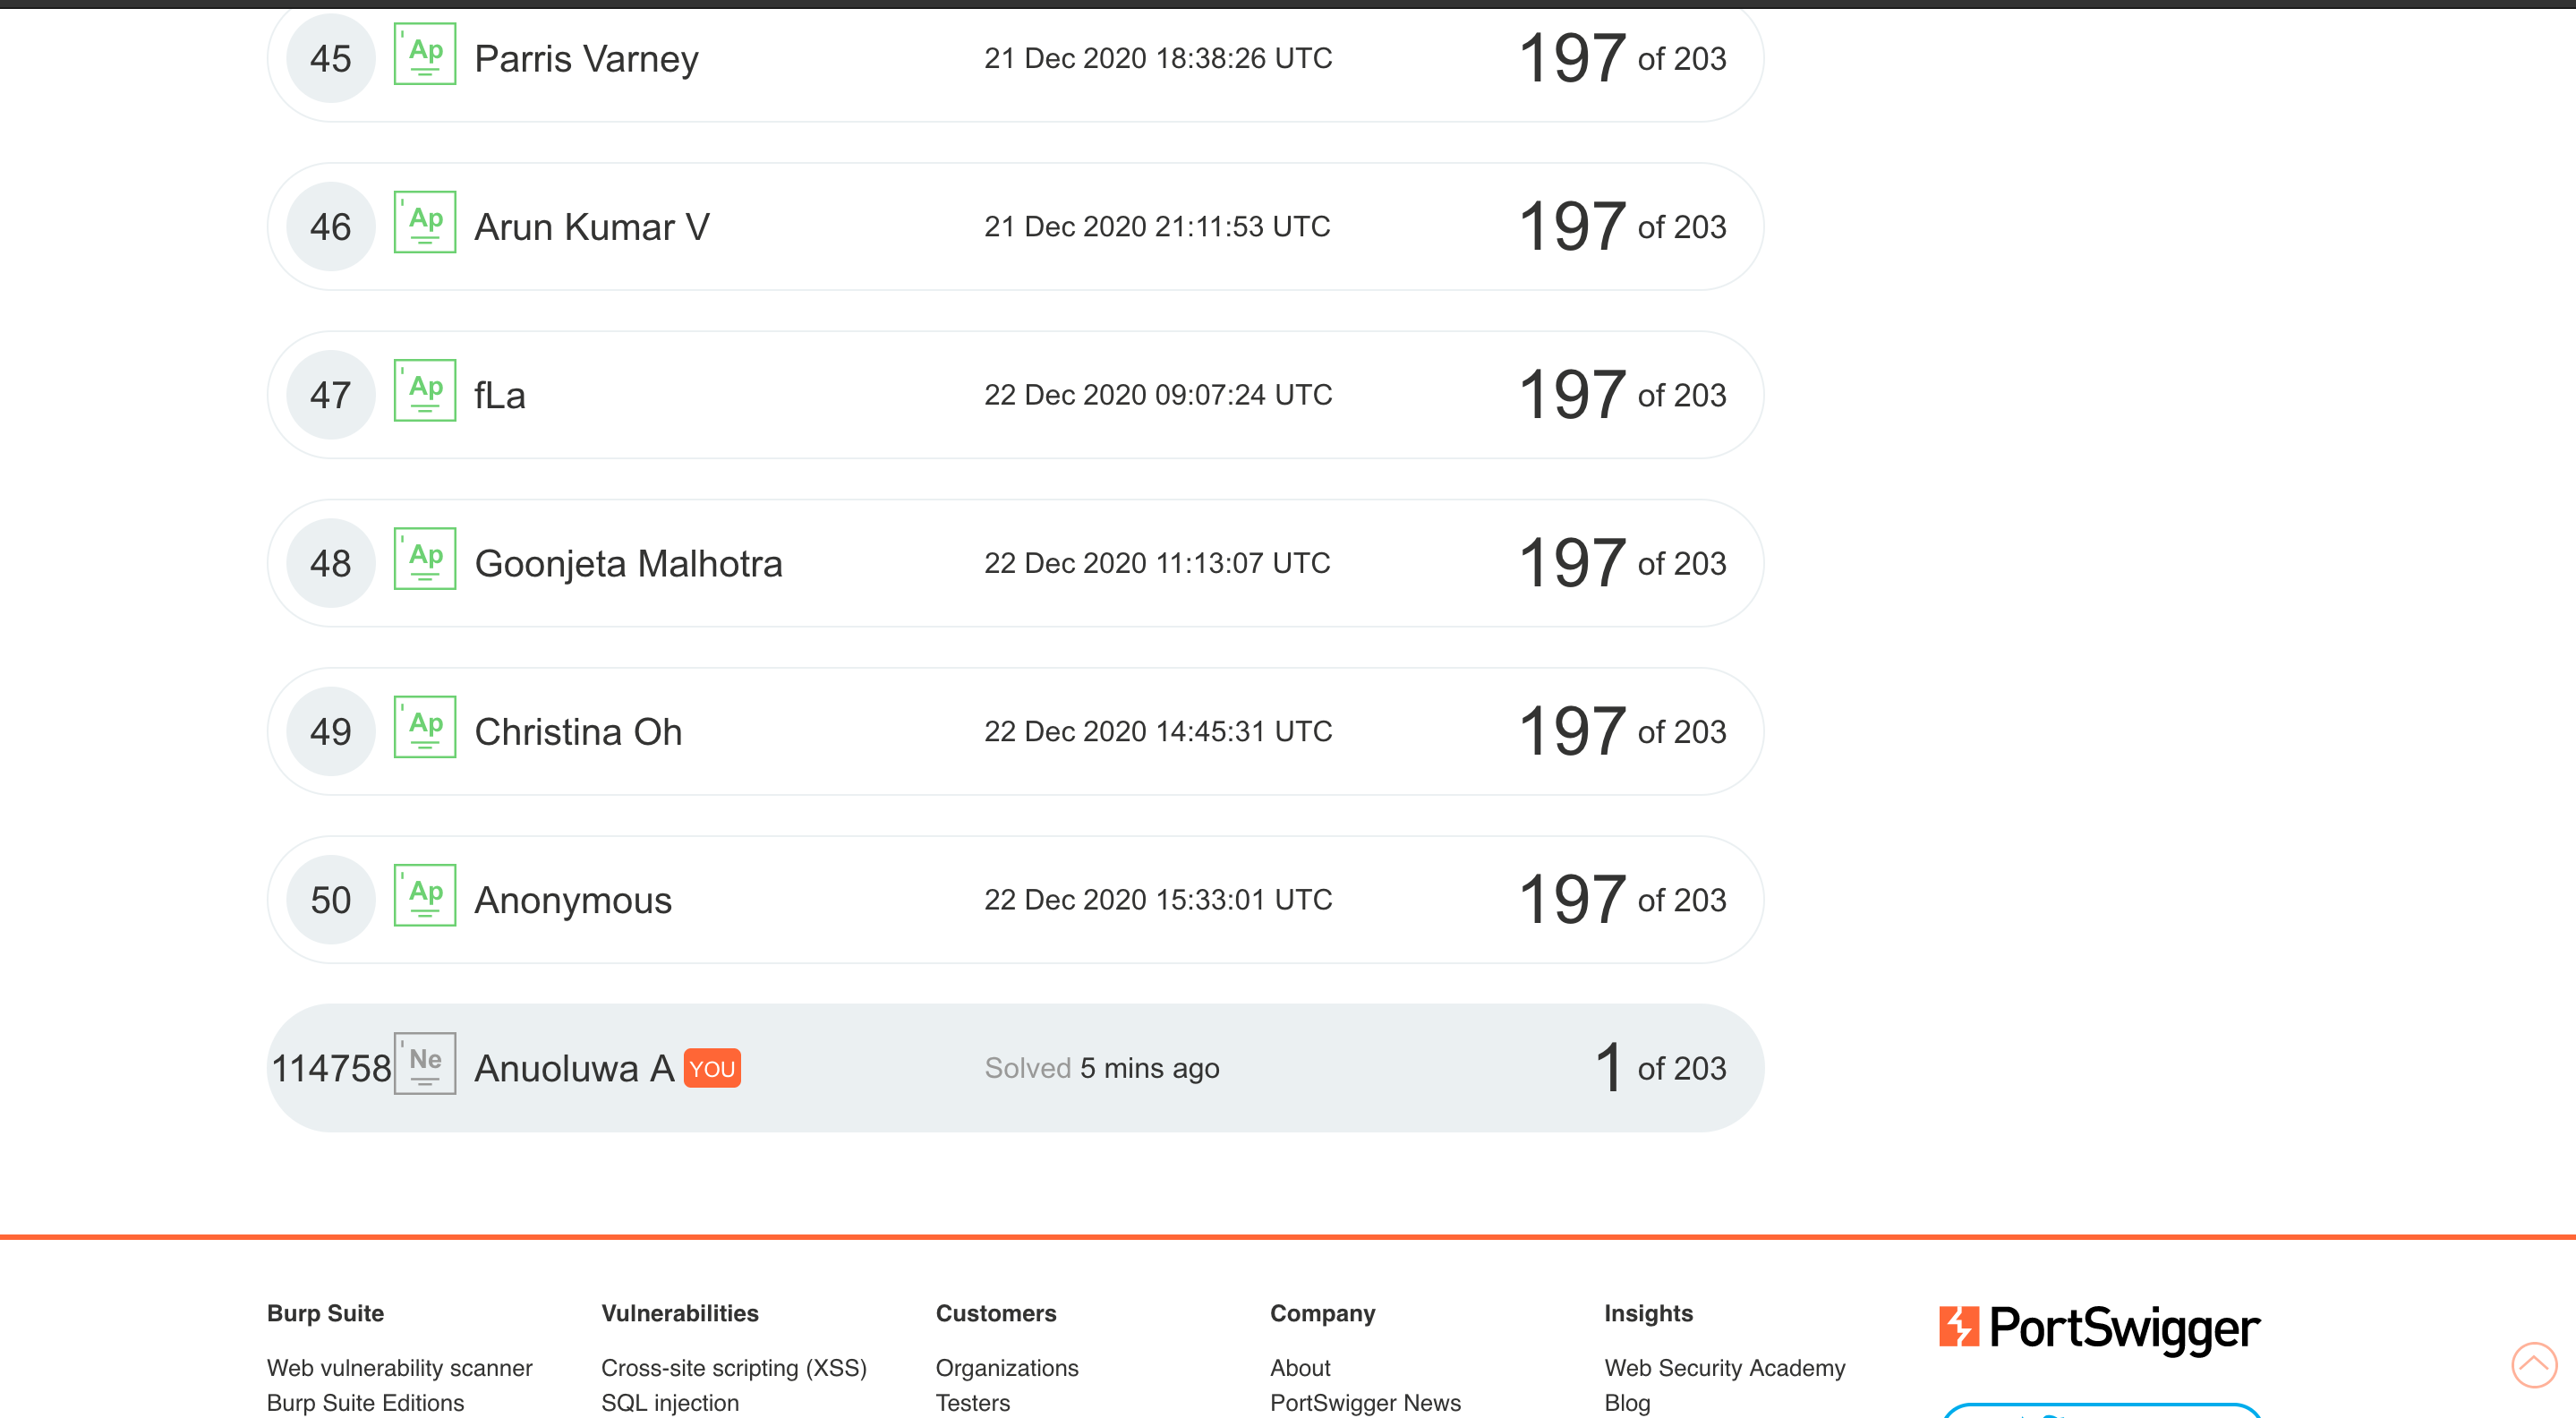 45 Ap Parris Varney 21 Dec 2020 18:38:26 UTC 197 of 203
46 Ap Arun Kumar V 21 Dec 2020 21:11:53 UTC 197 of 203
47 Ap fLa 22 Dec 2020 09:07:24 UTC 197 of 203
48 Ap Goonjeta Malhotra 22 Dec 2020 11:13:07 UTC 197 of 203
49 Ap Christina Oh 22 Dec 2020 14:45:31 UTC 197 of 203
50 Ap Anonymous 22 Dec 2020 15:33:01 UTC 197 of 203
114758 Ne Anuoluwa A YOU Solved 5 mins ago 1 of 203
Burp Suite Vulnerabilities Customers Company Insights PortSwigger
Web vulnerability scanner Cross-site scripting (XSS) Organizations About Web Security Academy
Burp Suite Editions SQL injection Testers PortSwigger News Blog